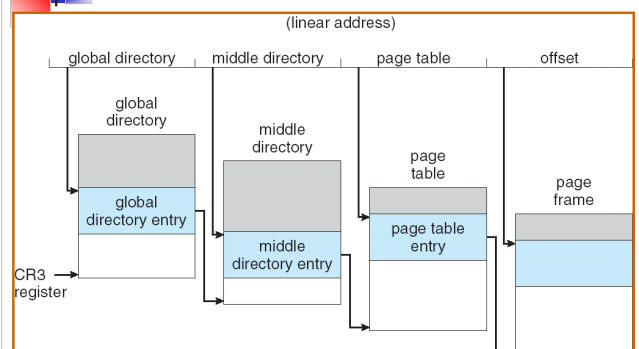 (linear address)
global directory
middle directory
page table
offset
global
directory
middle
directory
page
table
page
frame
global
directory entry
page table
entry
middle
directory entry
CR3
register